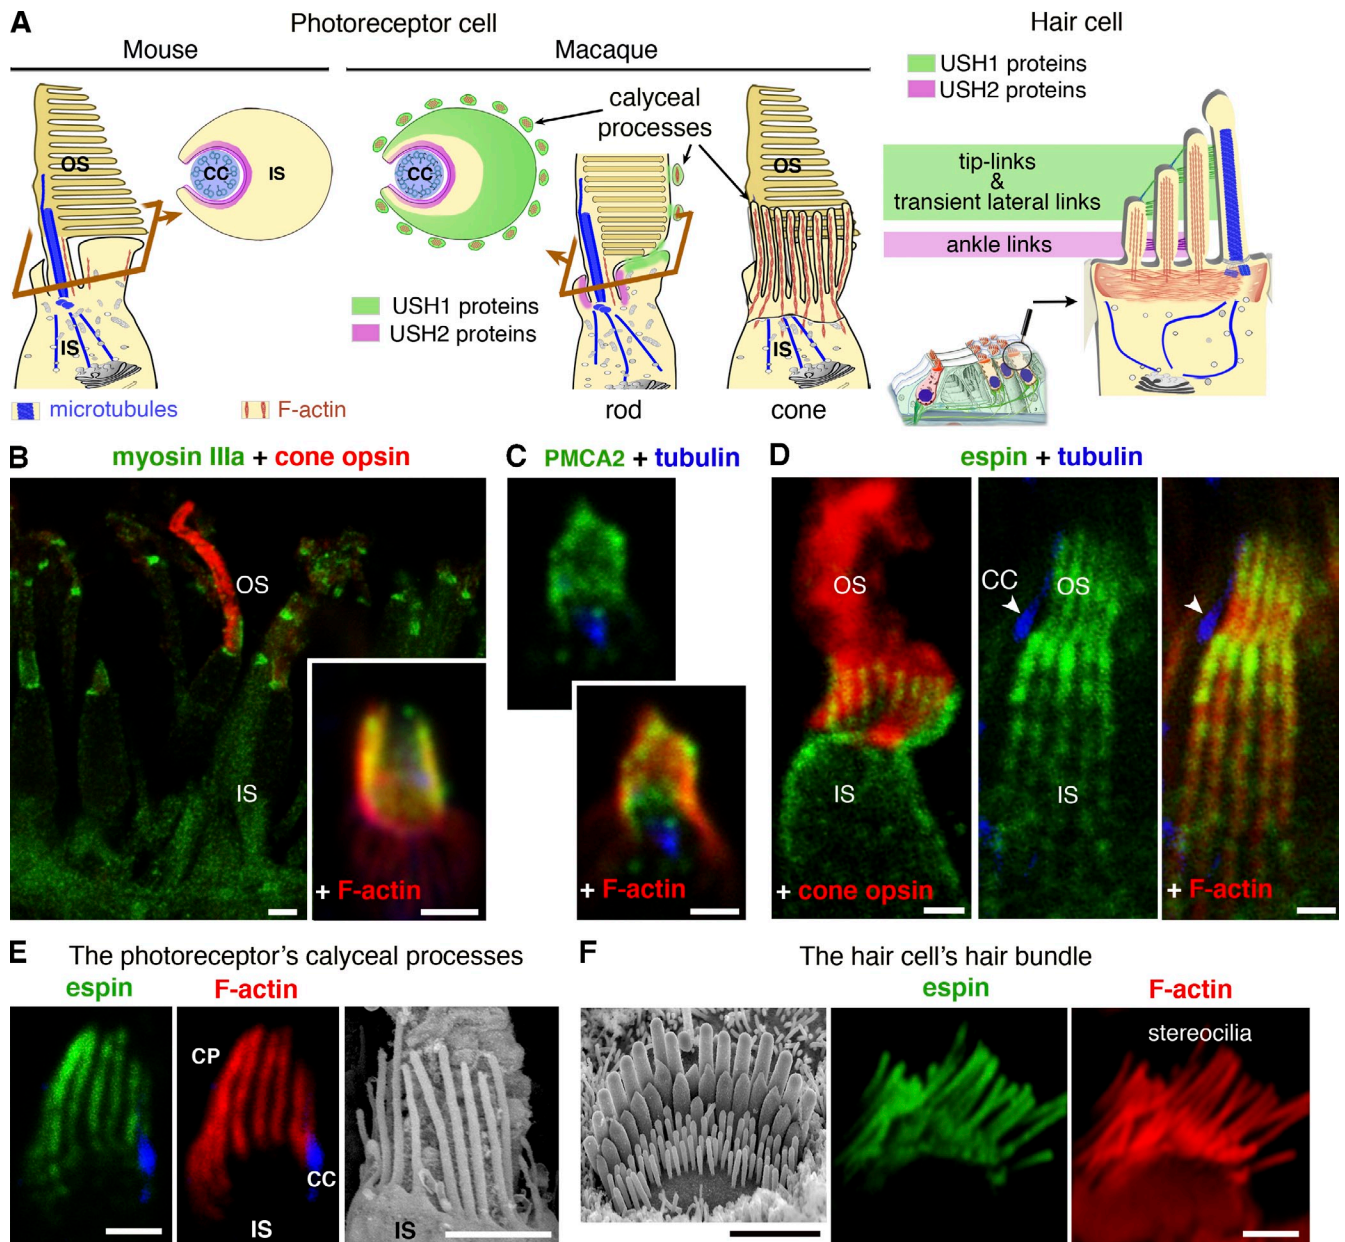 A
Photoreceptor cell
Hair cell
Mouse
Macaque
USH1 proteins
USH2 proteins
calyceal
processes
OS
CC
IS
CC
OS
tip-links
&
transient lateral links
ankle links
USH1 proteins
USH2 proteins
IS
IS
microtubules
F-actin
rod
cone
B
myosin IIIa + cone opsin
C
PMCA2 + tubulin
D
espin + tubulin
OS
IS
+ F-actin
+ F-actin
OS
IS
+ cone opsin
CC
OS
IS
+ F-actin
E
The photoreceptor's calyceal processes
F
The hair cell's hair bundle
espin
F-actin
espin
F-actin
CP
CC
IS
IS
stereocilia